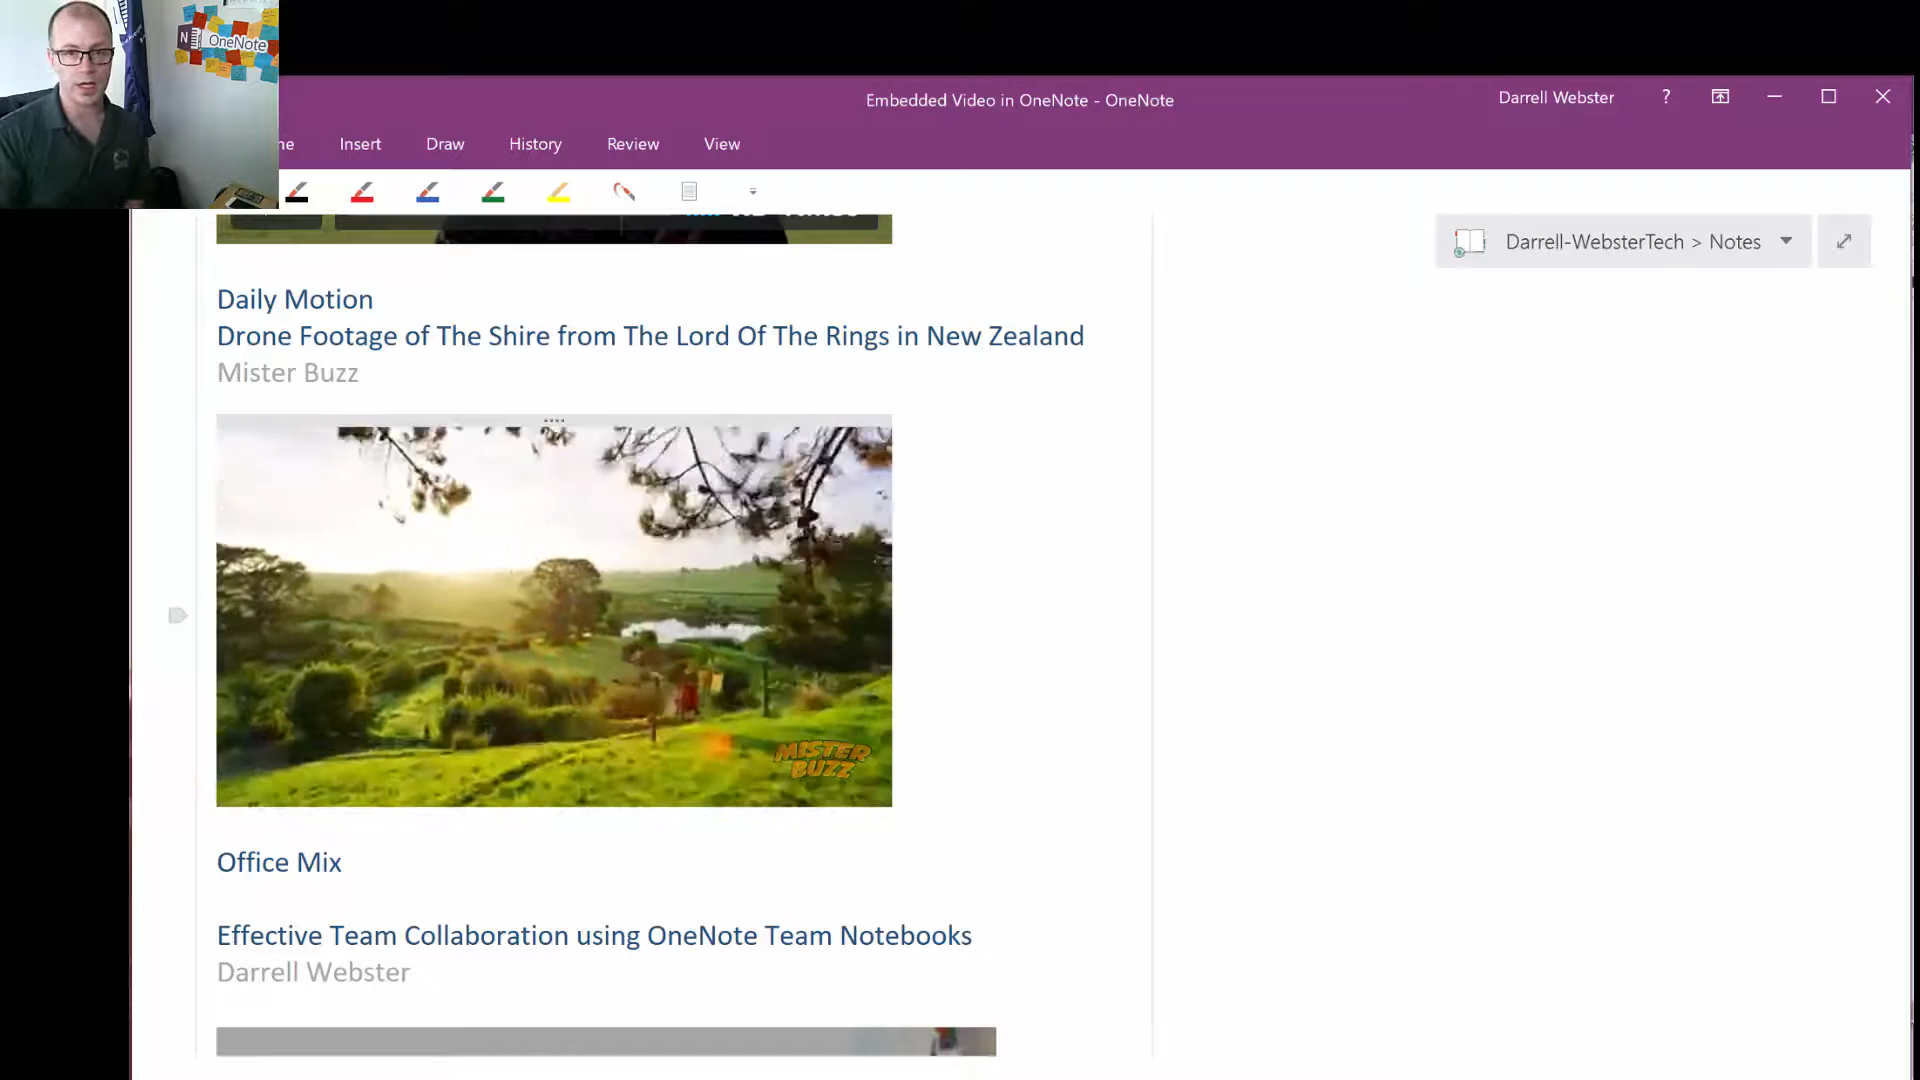 N OneNote
Embedded Video in OneNote - OneNote
Darrell Webster
?
ne Insert Draw History Review View
Darrell-WebsterTech > Notes
Daily Motion
Drone Footage of The Shire from The Lord Of The Rings in New Zealand
Mister Buzz
MISTER
BUZZ
Office Mix
Effective Team Collaboration using OneNote Team Notebooks
Darrell Webster